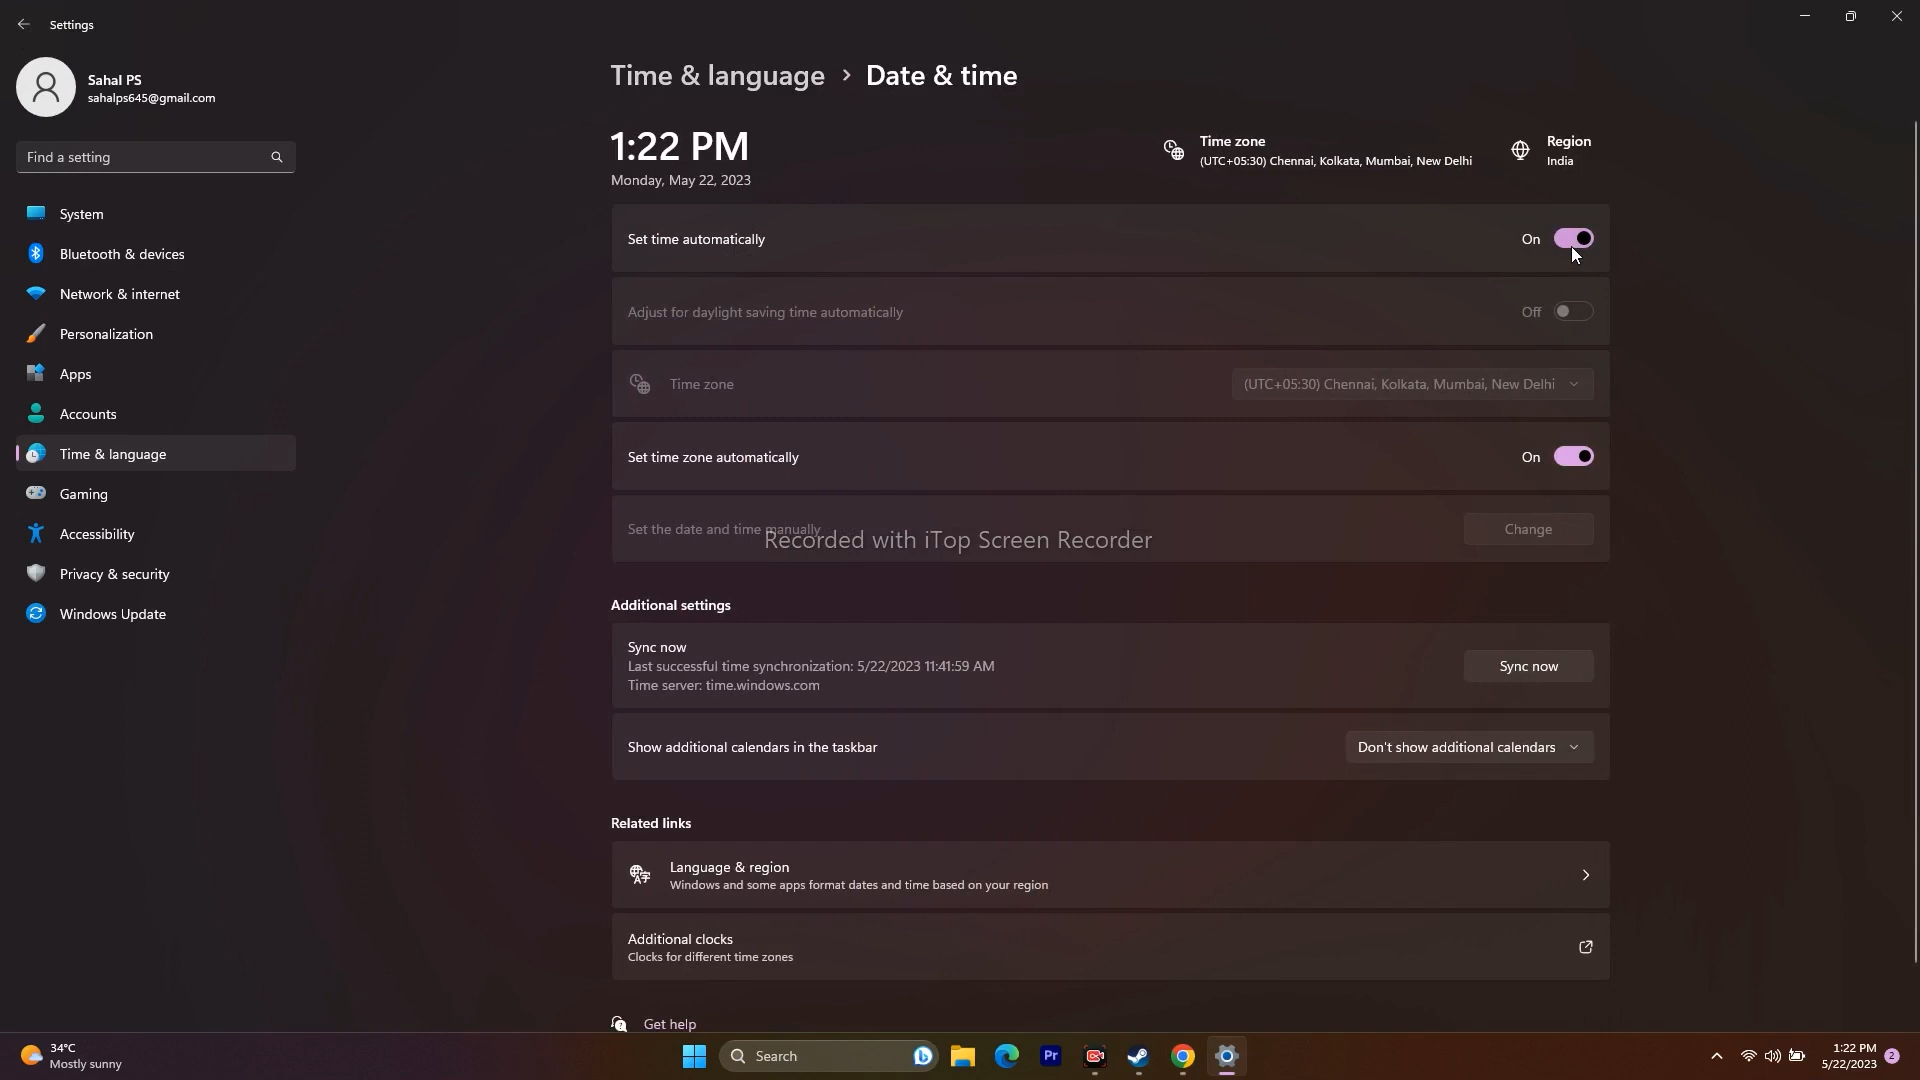 Settings
Sahal PS
sahalps645@gmail.com
Find a setting
System
Bluetooth & devices
Network & internet
Personalization
Apps
Accounts
Time & language
Gaming
Accessibility
Privacy & security
Windows Update
Time & language > Date & time
1:22 PM
Monday, May 22, 2023
Time zone
(UTC+05:30) Chennai, Kolkata, Mumbai, New Delhi
Region
India
Set time automatically On
Adjust for daylight saving time automatically Off
Time zone (UTC+05:30) Chennai, Kolkata, Mumbai, New Delhi
Set time zone automatically On
Set the date and time manually Change
Recorded with iTop Screen Recorder
Additional settings
Sync now
Last successful time synchronization: 5/22/2023 11:41:59 AM
Time server: time.windows.com
Sync now
Show additional calendars in the taskbar Don't show additional calendars
Related links
Language & region
Windows and some apps format dates and time based on your region
Additional clocks
Clocks for different time zones
Get help
34°C
Mostly sunny
Search
Pr
1:22 PM
5/22/2023
2